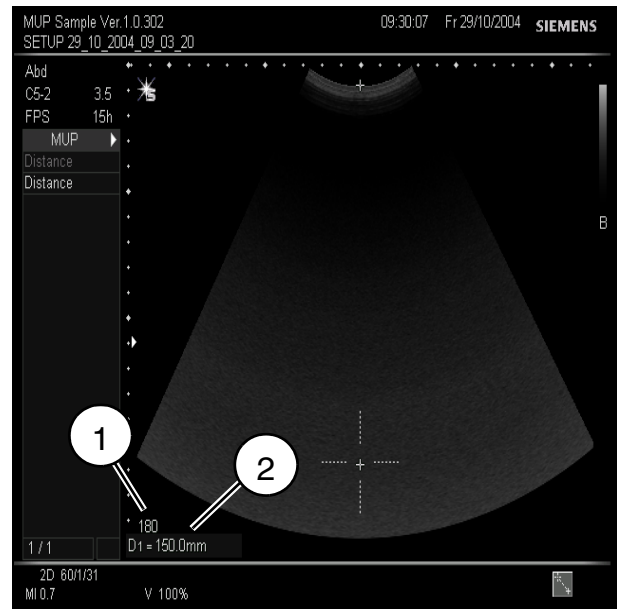 MUP Sample Ver.1.0.302 09:30:07 Fr 29/10/2004 SIEMENS
SETUP 29_10_2004_09_03_20
Abd
C5-2 3.5
FPS 15h
MUP
Distance
Distance
S
B
1
2
180
D1 = 150.0mm
1 / 1
2D 60/1/31
MI 0.7 V 100%